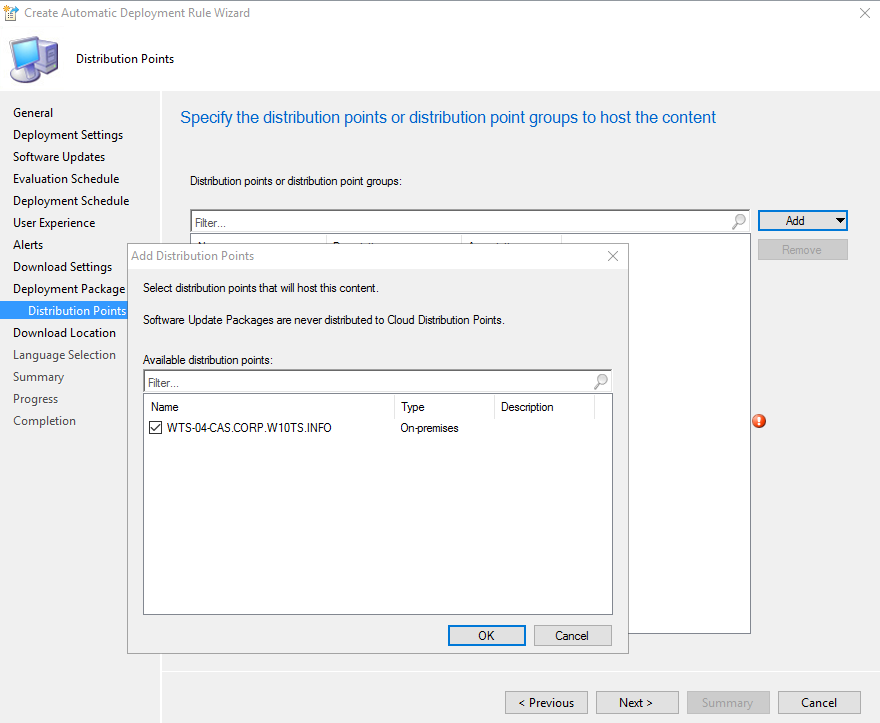 Create Automatic Deployment Rule Wizard
Distribution Points
General
Deployment Settings
Software Updates
Evaluation Schedule
Deployment Schedule
User Experience
Alerts
Download Settings
Deployment Package
Distribution Points
Download Location
Language Selection
Summary
Progress
Completion
Specify the distribution points or distribution point groups to host the content
Distribution points or distribution point groups:
Filter...
Add
Remove
Add Distribution Points
Select distribution points that will host this content.
Software Update Packages are never distributed to Cloud Distribution Points.
Available distribution points:
Filter...
Name Type Description
WTS-04-CAS.CORP.W10TS.INFO On-premises
OK Cancel
< Previous Next > Summary Cancel